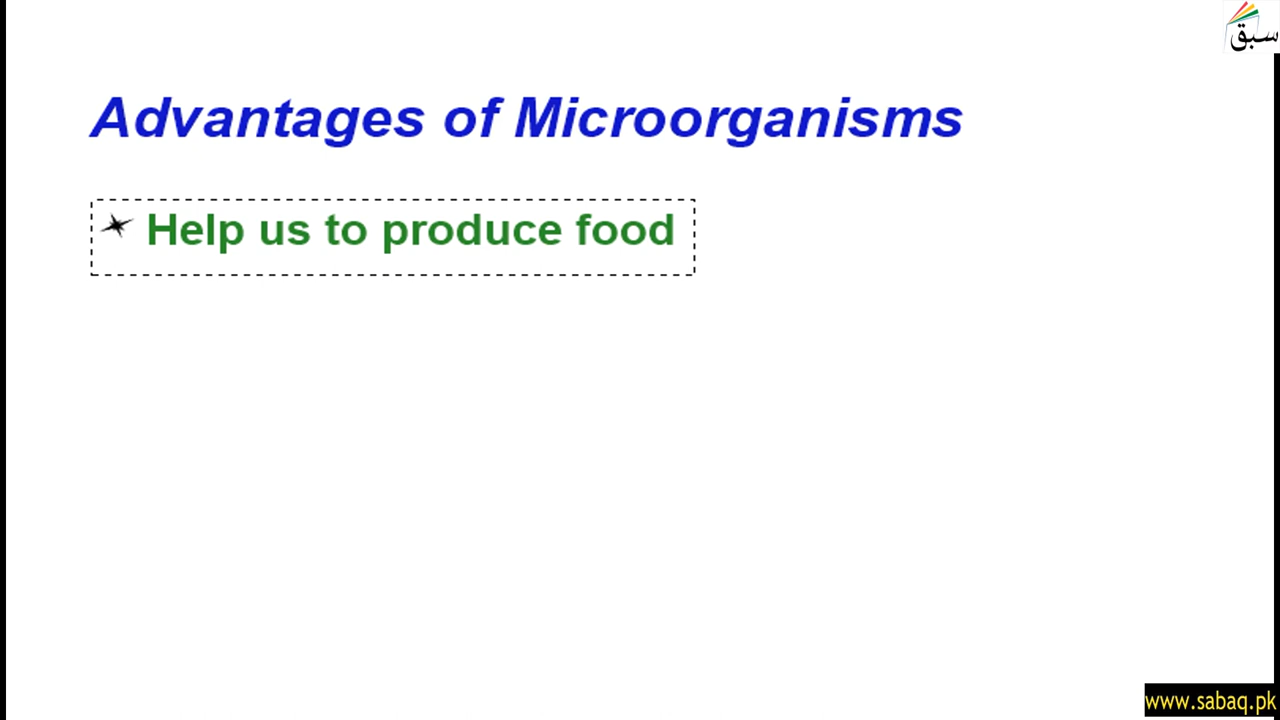 سبق
Advantages of Microorganisms
Help us to produce food
www.sabaq.pk